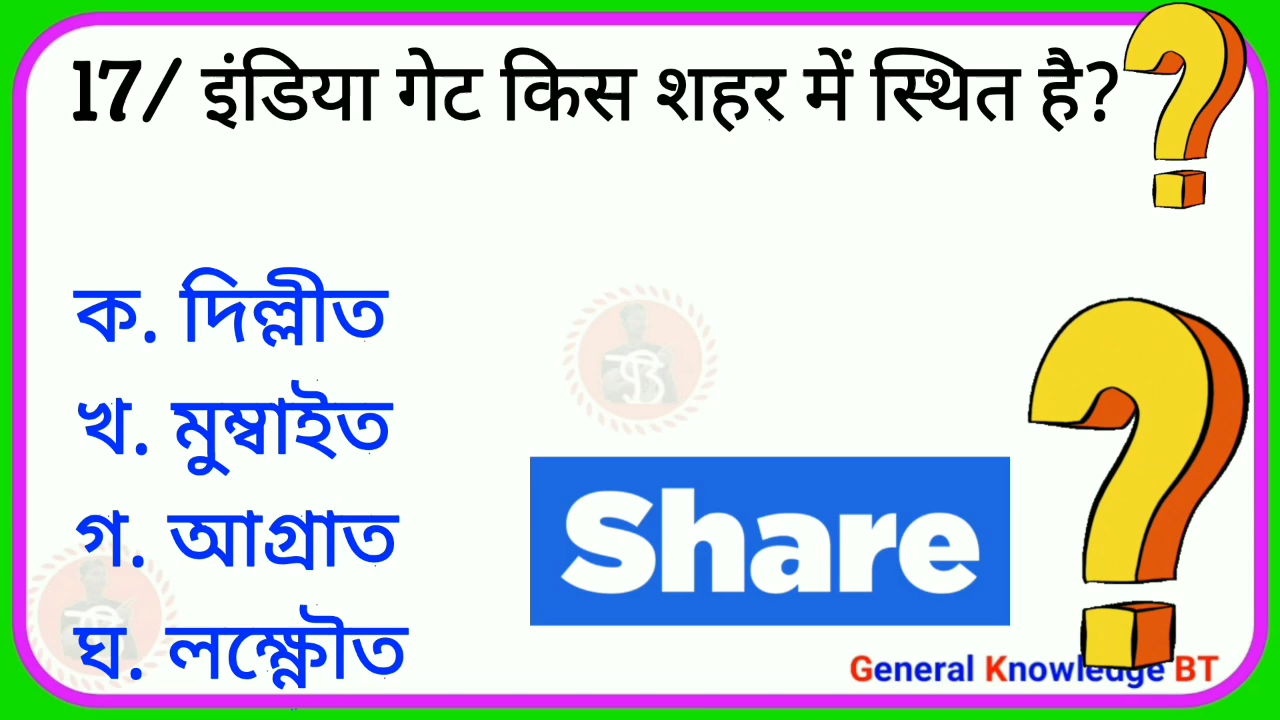 17/ इंडिया गेट किस शहर में स्थित है?
ক. দিল্লীত
খ. মুম্বাইত
গ. আগ্ৰাত
ঘ. লক্ষ্ণৌত
Share
General Knowledge BT